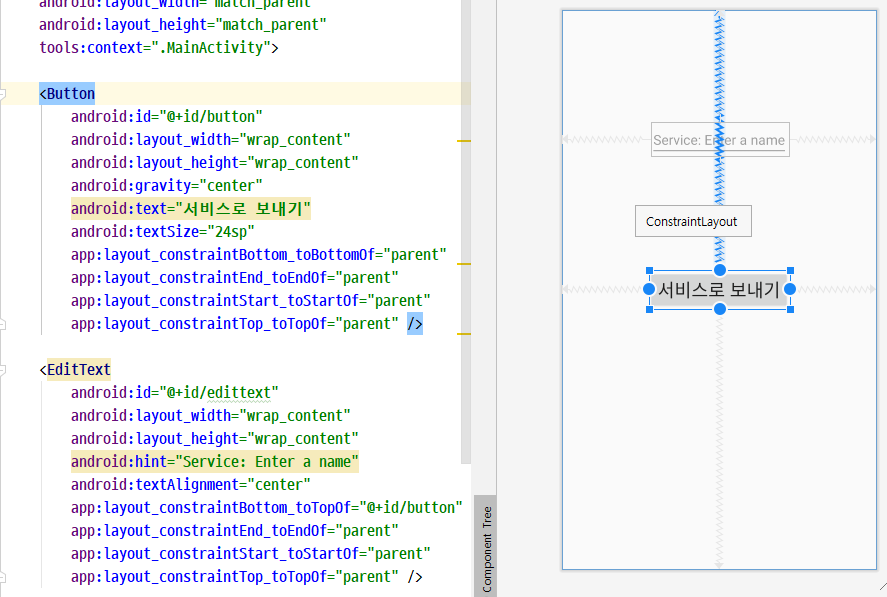 android:layout_width="match_parent"
android:layout_height="match_parent"
tools:context=".MainActivity">
<Button
android:id="@+id/button"
android:layout_width="wrap_content"
android:layout_height="wrap_content"
android:gravity="center"
android:text="서비스로 보내기"
android:textSize="24sp"
app:layout_constraintBottom_toBottomOf="parent"
app:layout_constraintEnd_toEndOf="parent"
app:layout_constraintStart_toStartOf="parent"
app:layout_constraintTop_toTopOf="parent" />
<EditText
android:id="@+id/edittext"
android:layout_width="wrap_content"
android:layout_height="wrap_content"
android:hint="Service: Enter a name"
android:textAlignment="center"
app:layout_constraintBottom_toTopOf="@+id/button"
app:layout_constraintEnd_toEndOf="parent"
app:layout_constraintStart_toStartOf="parent"
app:layout_constraintTop_toTopOf="parent" />
Component Tree
Service: Enter a name
ConstraintLayout
서비스로 보내기